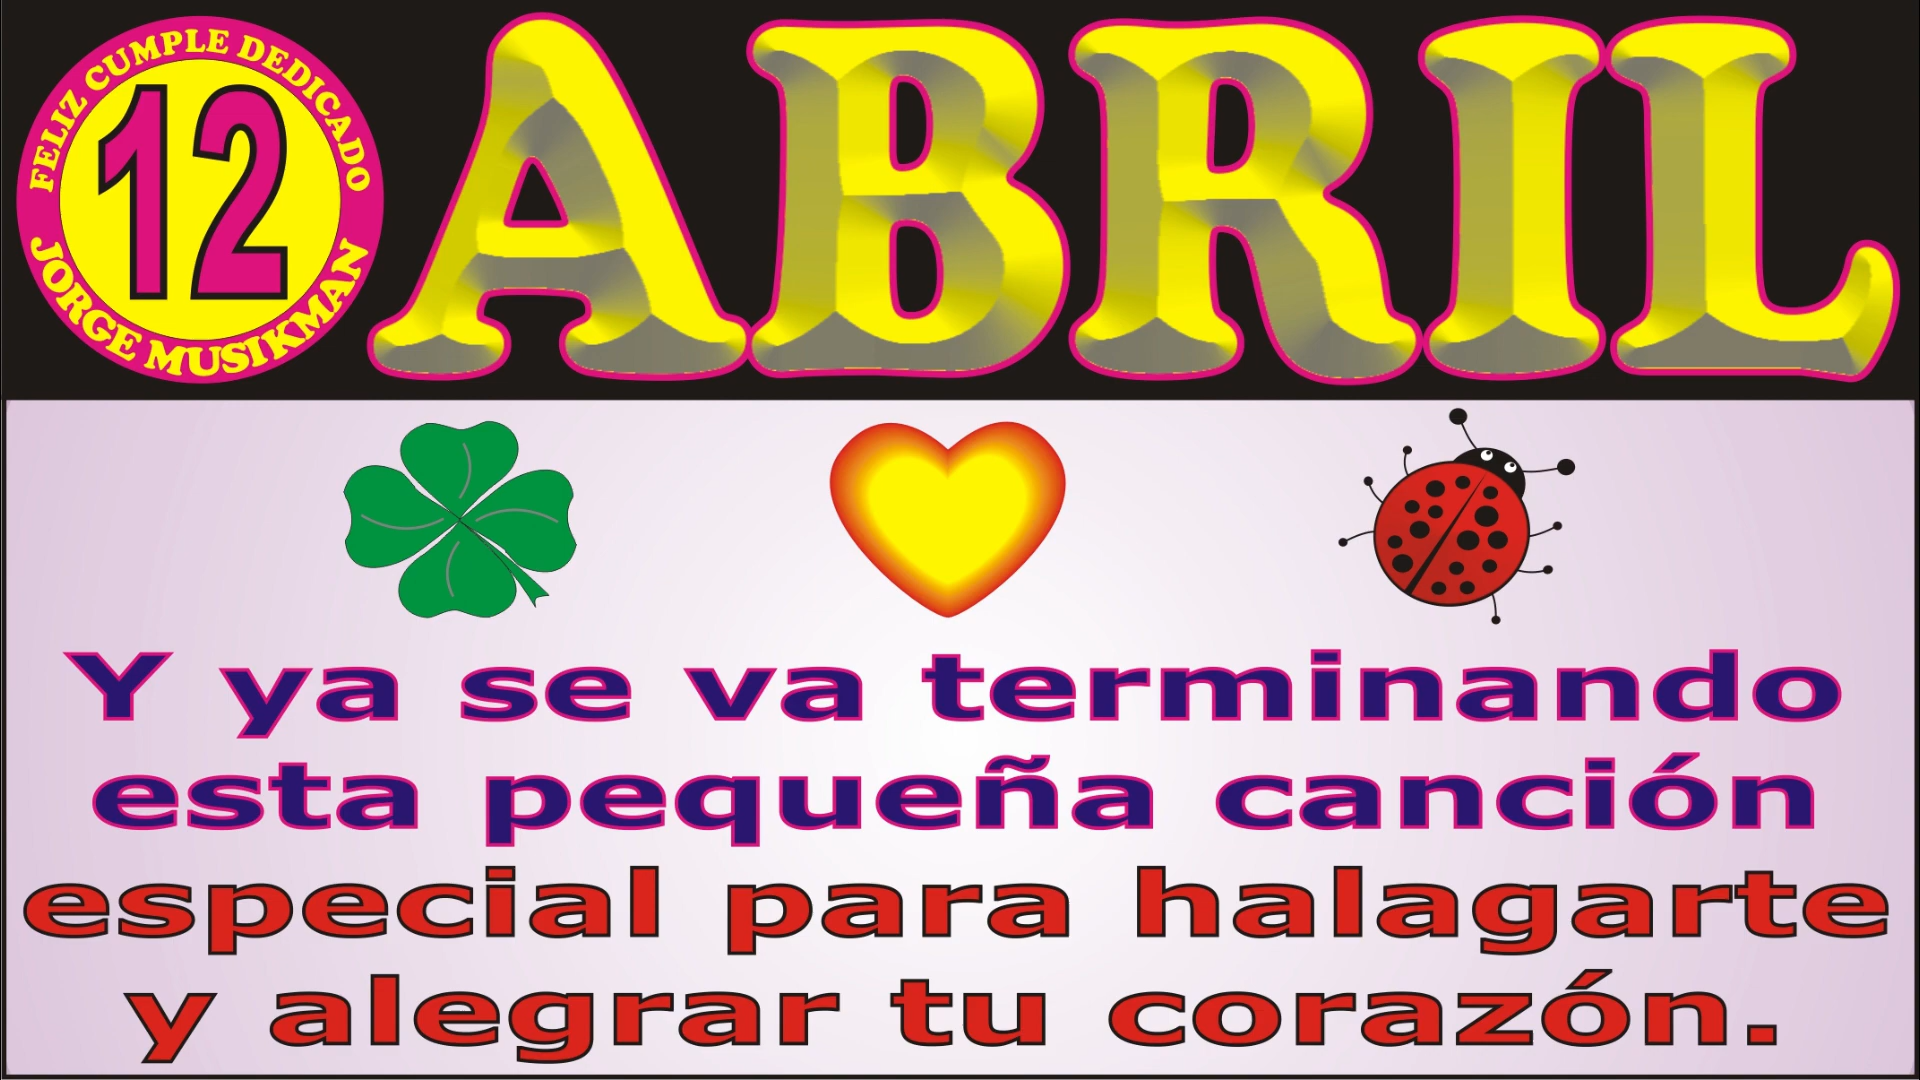 FELIZ CUMPLE DEDICADO
12
JORGE MUSIKMAN
ABRIL
Y ya se va terminando
esta pequeña canción
especial para halagarte
y alegrar tu corazón.